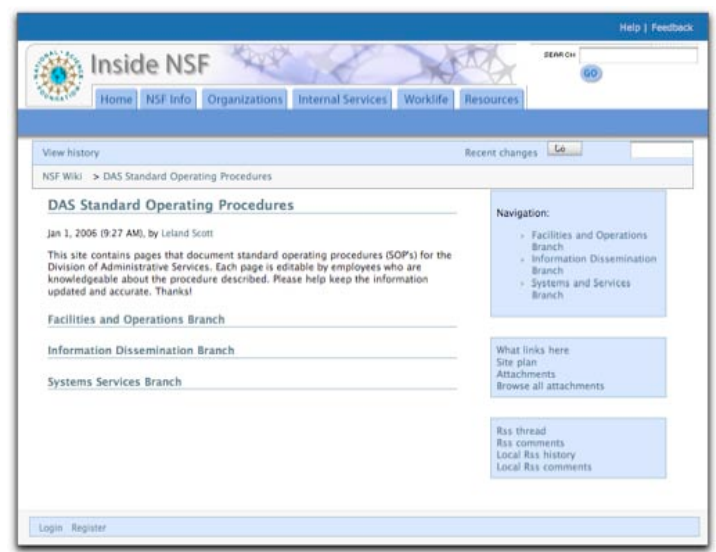 Help | Feedback
NATIONAL SCIENCE FOUNDATION
Inside NSF
SEARCH
GO
Home NSF Info Organizations Internal Services Worklife Resources
View history
Recent changes
NSF Wiki > DAS Standard Operating Procedures
DAS Standard Operating Procedures
Jan 1, 2006 (9:27 AM), by Leland Scott
This site contains pages that document standard operating procedures (SOP's) for the
Division of Administrative Services. Each page is editable by employees who are
knowledgeable about the procedure described. Please help keep the information
updated and accurate. Thanks!
Facilities and Operations Branch
Information Dissemination Branch
Systems Services Branch
Navigation:
Facilities and Operations
Branch
Information Dissemination
Branch
Systems and Services
Branch
What links here
Site plan
Attachments
Browse all attachments
Rss thread
Rss comments
Local Rss history
Local Rss comments
Login Register